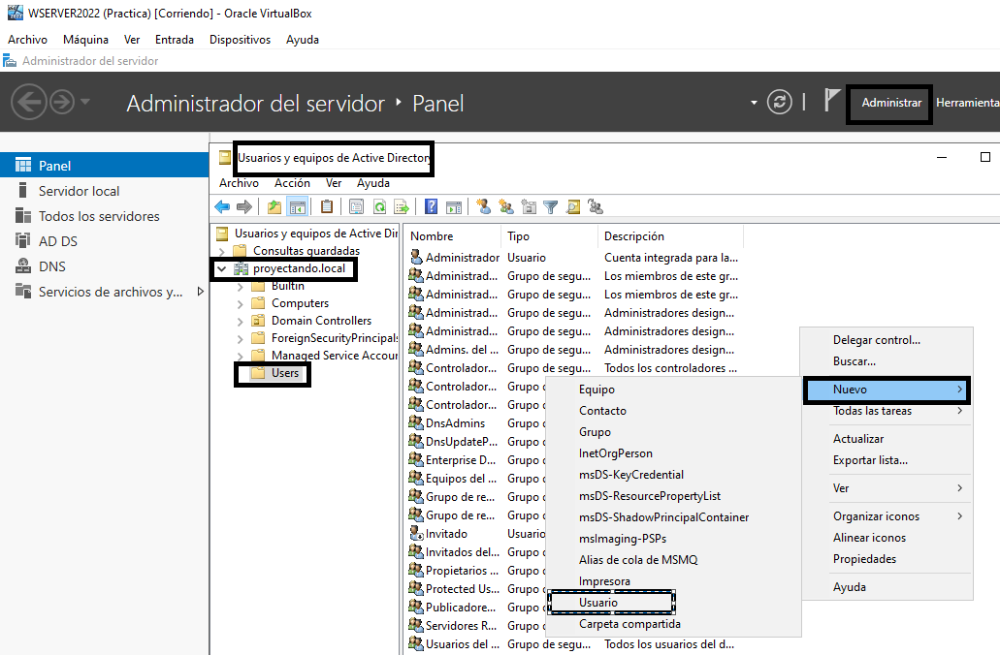 WSERVER2022 (Practica) [Corriendo] - Oracle VirtualBox
Archivo Máquina Ver Entrada Dispositivos Ayuda
Administrador del servidor
Administrador del servidor ‣ Panel
Administrar Herramienta
Panel
Servidor local
Todos los servidores
AD DS
DNS
Servicios de archivos y...
Usuarios y equipos de Active Directory
Archivo Acción Ver Ayuda
Usuarios y equipos de Active Dir
Consultas guardadas
proyectando.local
Builtin
Computers
Domain Controllers
ForeignSecurityPrincipals
Managed Service Accour
Users
Nombre Tipo Descripción
Administrador Usuario Cuenta integrada para la...
Administrad... Grupo de segu... Los miembros de este gr...
Administrad... Grupo de segu... Los miembros de este gr...
Administrad... Grupo de segu... Administradores design...
Administrad... Grupo de segu... Administradores design...
Admins. del ... Grupo de segu... Administradores design...
Controlador... Grupo de segu... Todos los controladores ...
Controlador... Grupo
Controlador... Grupo
DnsAdmins Grupo
DnsUpdateP... Grupo
Enterprise D... Grupo
Equipos del ... Grupo
Grupo de re... Grupo
Grupo de re... Grupo
Invitado Usuario
Invitados del... Grupo
Propietarios ... Grupo
Protected Us... Grupo
Publicadore... Grupo
Servidores R... Grupo
Usuarios del ... Grupo de segu... Todos los usuarios del d...
Equipo
Contacto
Grupo
InetOrgPerson
msDS-KeyCredential
msDS-ResourcePropertyList
msDS-ShadowPrincipalContainer
msImaging-PSPs
Alias de cola de MSMQ
Impresora
Usuario
Carpeta compartida
Delegar control...
Buscar...
Nuevo
Todas las tareas
Actualizar
Exportar lista...
Ver
Organizar iconos
Alinear iconos
Propiedades
Ayuda